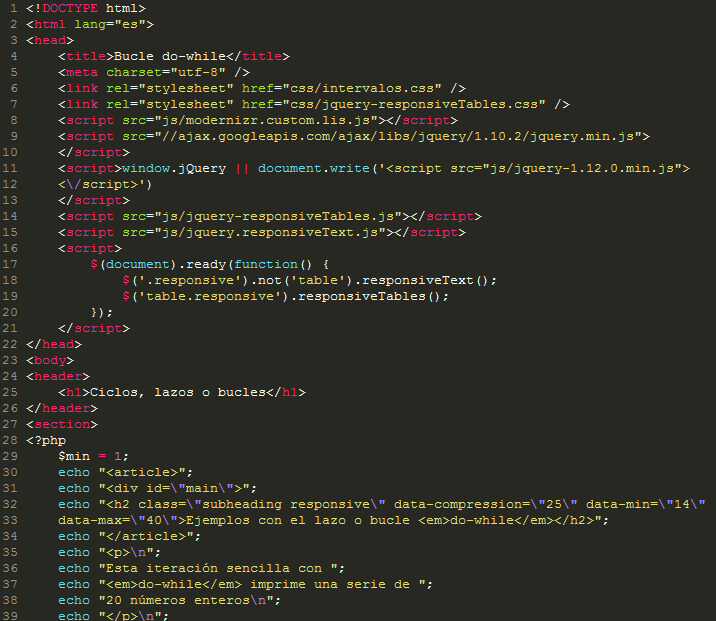 1 <!DOCTYPE html>
2 <html lang="es">
3 <head>
4     <title>Bucle do-while</title>
5     <meta charset="utf-8" />
6     <link rel="stylesheet" href="css/intervalos.css" />
7     <link rel="stylesheet" href="css/jquery-responsiveTables.css" />
8     <script src="js/modernizr.custom.lis.js"></script>
9     <script src="//ajax.googleapis.com/ajax/libs/jquery/1.10.2/jquery.min.js">
10     </script>
11     <script>window.jQuery || document.write('<script src="js/jquery-1.12.0.min.js">
12     <\/script>')
13     </script>
14     <script src="js/jquery-responsiveTables.js"></script>
15     <script src="js/jquery.responsiveText.js"></script>
16     <script>
17         $(document).ready(function() {
18             $('.responsive').not('table').responsiveText();
19             $('table.responsive').responsiveTables();
20         });
21     </script>
22 </head>
23 <body>
24 <header>
25     <h1>Ciclos, lazos o bucles</h1>
26 </header>
27 <section>
28 <?php
29     $min = 1;
30     echo "<article>";
31     echo "<div id=\"main\">";
32     echo "<h2 class=\"subheading responsive\" data-compression=\"25\" data-min=\"14\"
33     data-max=\"40\">Ejemplos con el lazo o bucle <em>do-while</em></h2>";
34     echo "</article>";
35     echo "<p>\n";
36     echo "Esta iteración sencilla con ";
37     echo "<em>do-while</em> imprime una serie de ";
38     echo "20 números enteros\n";
39     echo "</p>\n";